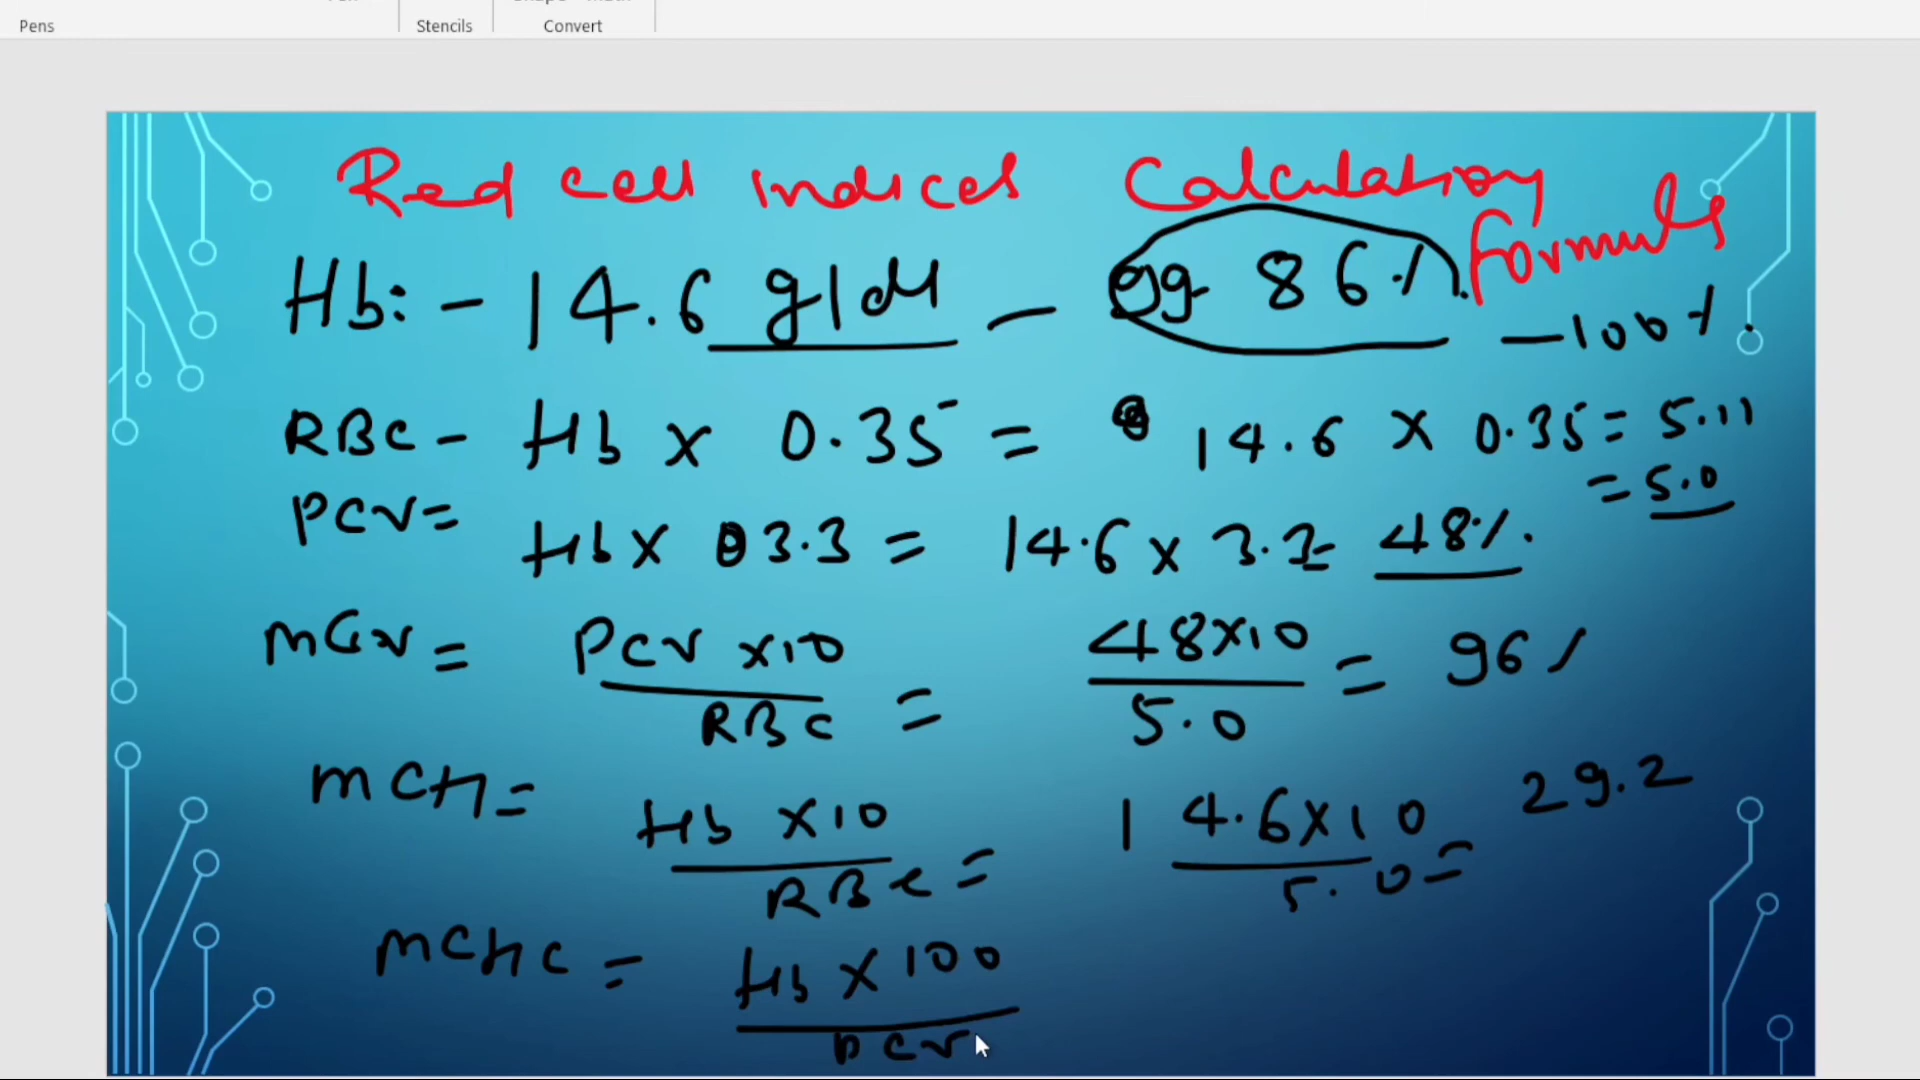 Pens
Stencils
Convert
Red cell indices Calculation
Formula
Hb:- 14.6 g/dl - 86%. - 100%.
RBC - Hb x 0.35 = 14.6 x 0.35 = 5.11
= 5.0
PCV = Hb x 3.3 = 14.6 x 3.3 = 48%.
MCV = PCV x10 / RBC = 48x10 / 5.0 = 96 /
MCH = Hb x10 / RBC = 14.6x10 / 5.0 = 29.2
MCHC = Hb x 100 / PCV